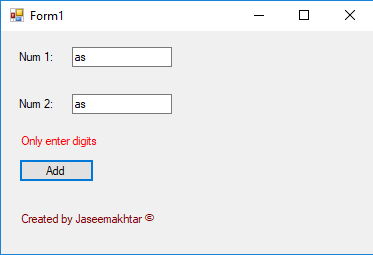 Form1
Num 1: as
Num 2: as
Only enter digits
Add
Created by Jaseemakhtar ©